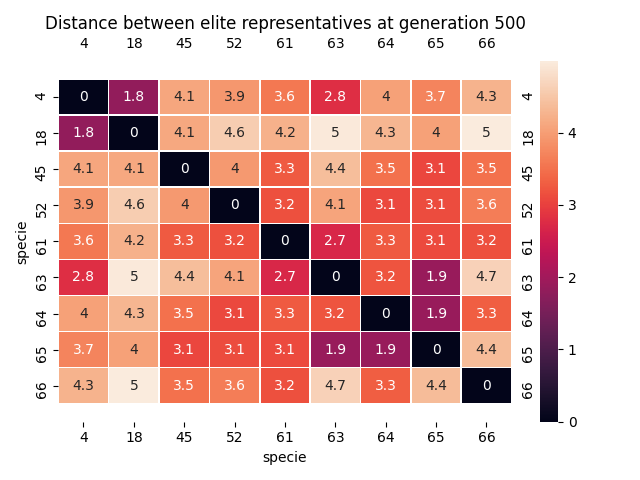 Distance between elite representatives at generation 500
4 18 45 52 61 63 64 65 66
4 0 1.8 4.1 3.9 3.6 2.8 4 3.7 4.3 4
18 1.8 0 4.1 4.6 4.2 5 4.3 4 5 18 4
45 4.1 4.1 0 4 3.3 4.4 3.5 3.1 3.5 45
52 3.9 4.6 4 0 3.2 4.1 3.1 3.1 3.6 52 3
specie
61 3.6 4.2 3.3 3.2 0 2.7 3.3 3.1 3.2 61
63 2.8 5 4.4 4.1 2.7 0 3.2 1.9 4.7 63 2
64 4 4.3 3.5 3.1 3.3 3.2 0 1.9 3.3 64
65 3.7 4 3.1 3.1 3.1 1.9 1.9 0 4.4 65 1
66 4.3 5 3.5 3.6 3.2 4.7 3.3 4.4 0 66
0
4 18 45 52 61 63 64 65 66
specie